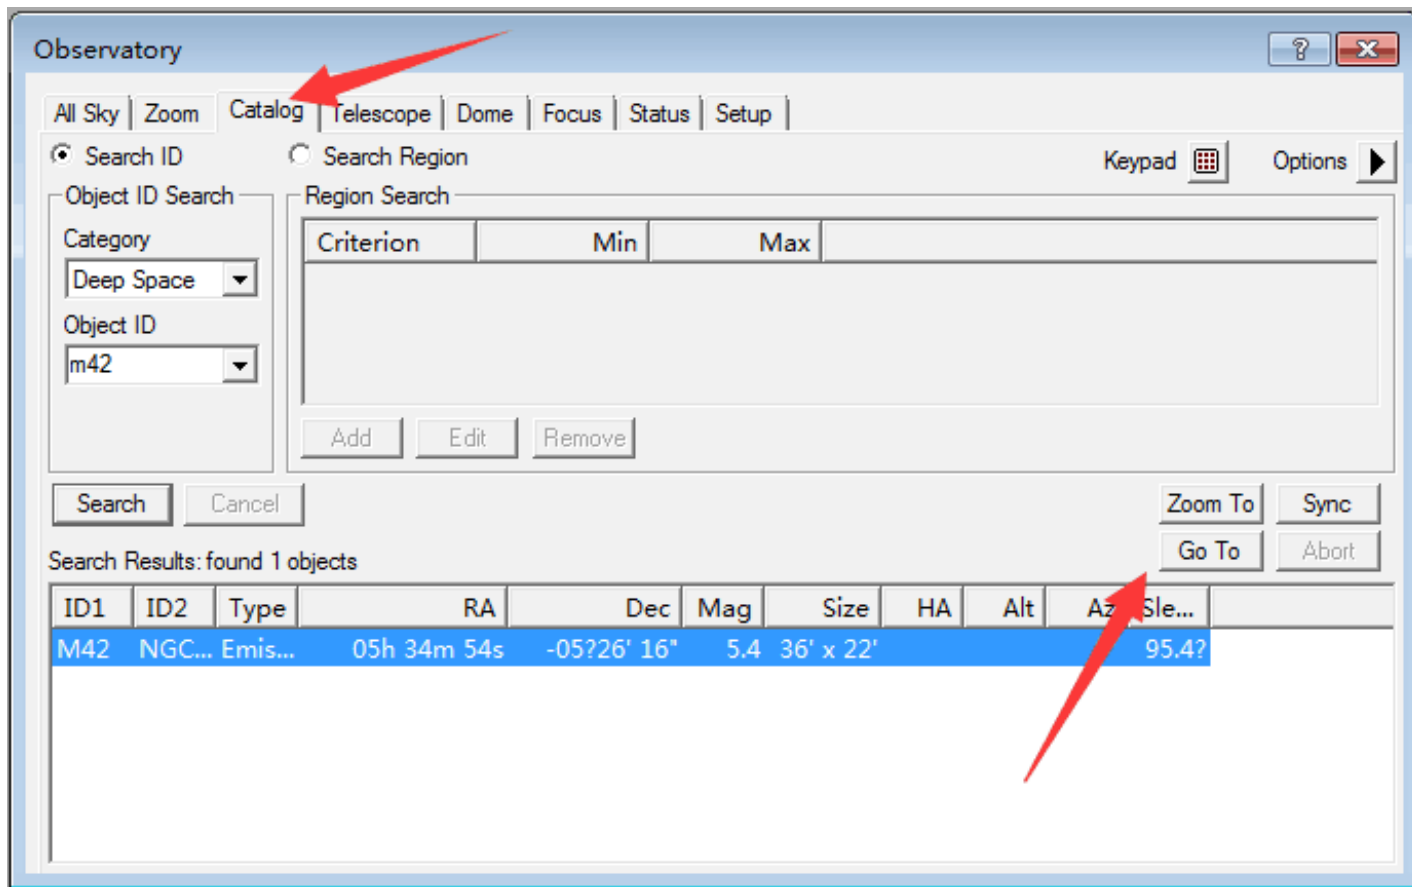 Observatory
All Sky Zoom Catalog Telescope Dome Focus Status Setup
Search ID Search Region Keypad Options
Object ID Search Region Search
Category
Criterion Min Max
Deep Space
Object ID
m42
Add Edit Remove
Search Cancel Zoom To Sync
Go To Abort
Search Results: found 1 objects
ID1 ID2 Type RA Dec Mag Size HA Alt Az Sle...
M42 NGC... Emis... 05h 34m 54s -05?26' 16" 5.4 36' x 22' 95.4?